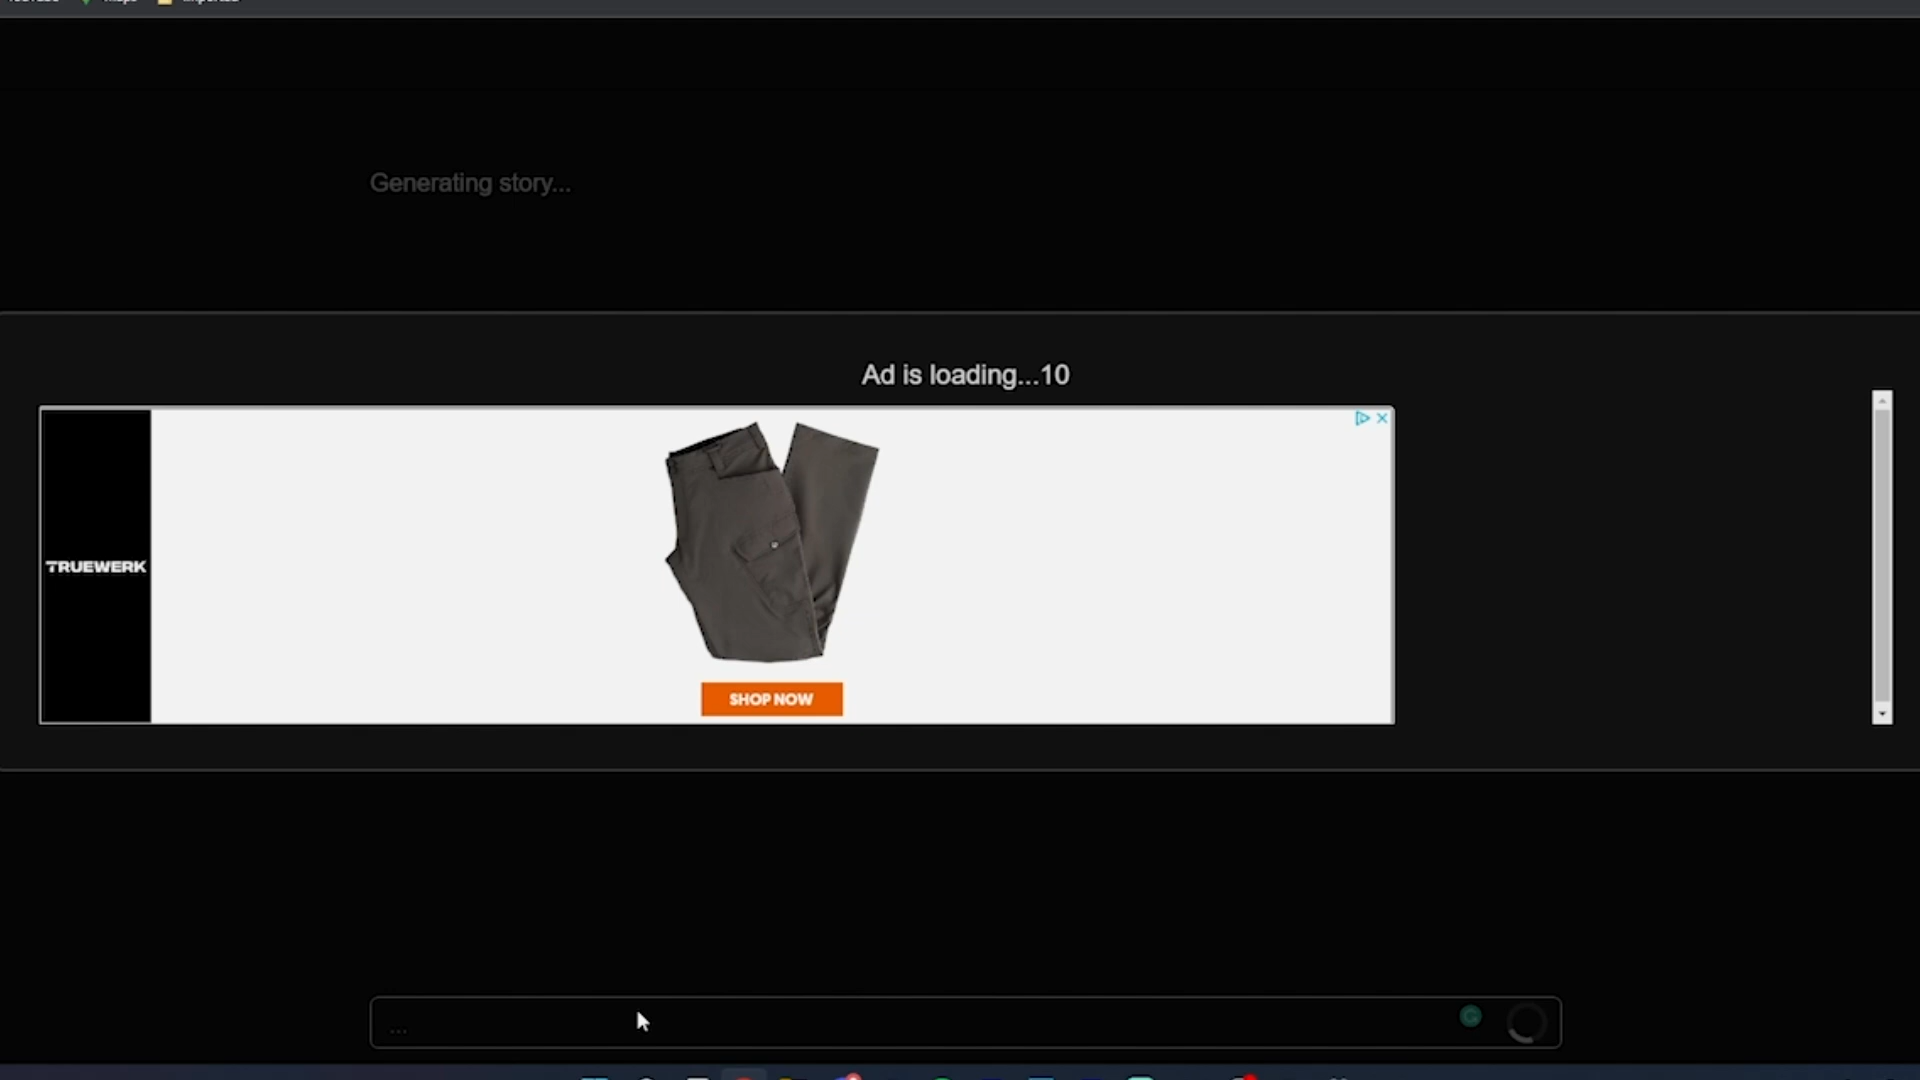 Generating story...
Ad is loading...10
TRUEWERK
SHOP NOW
...